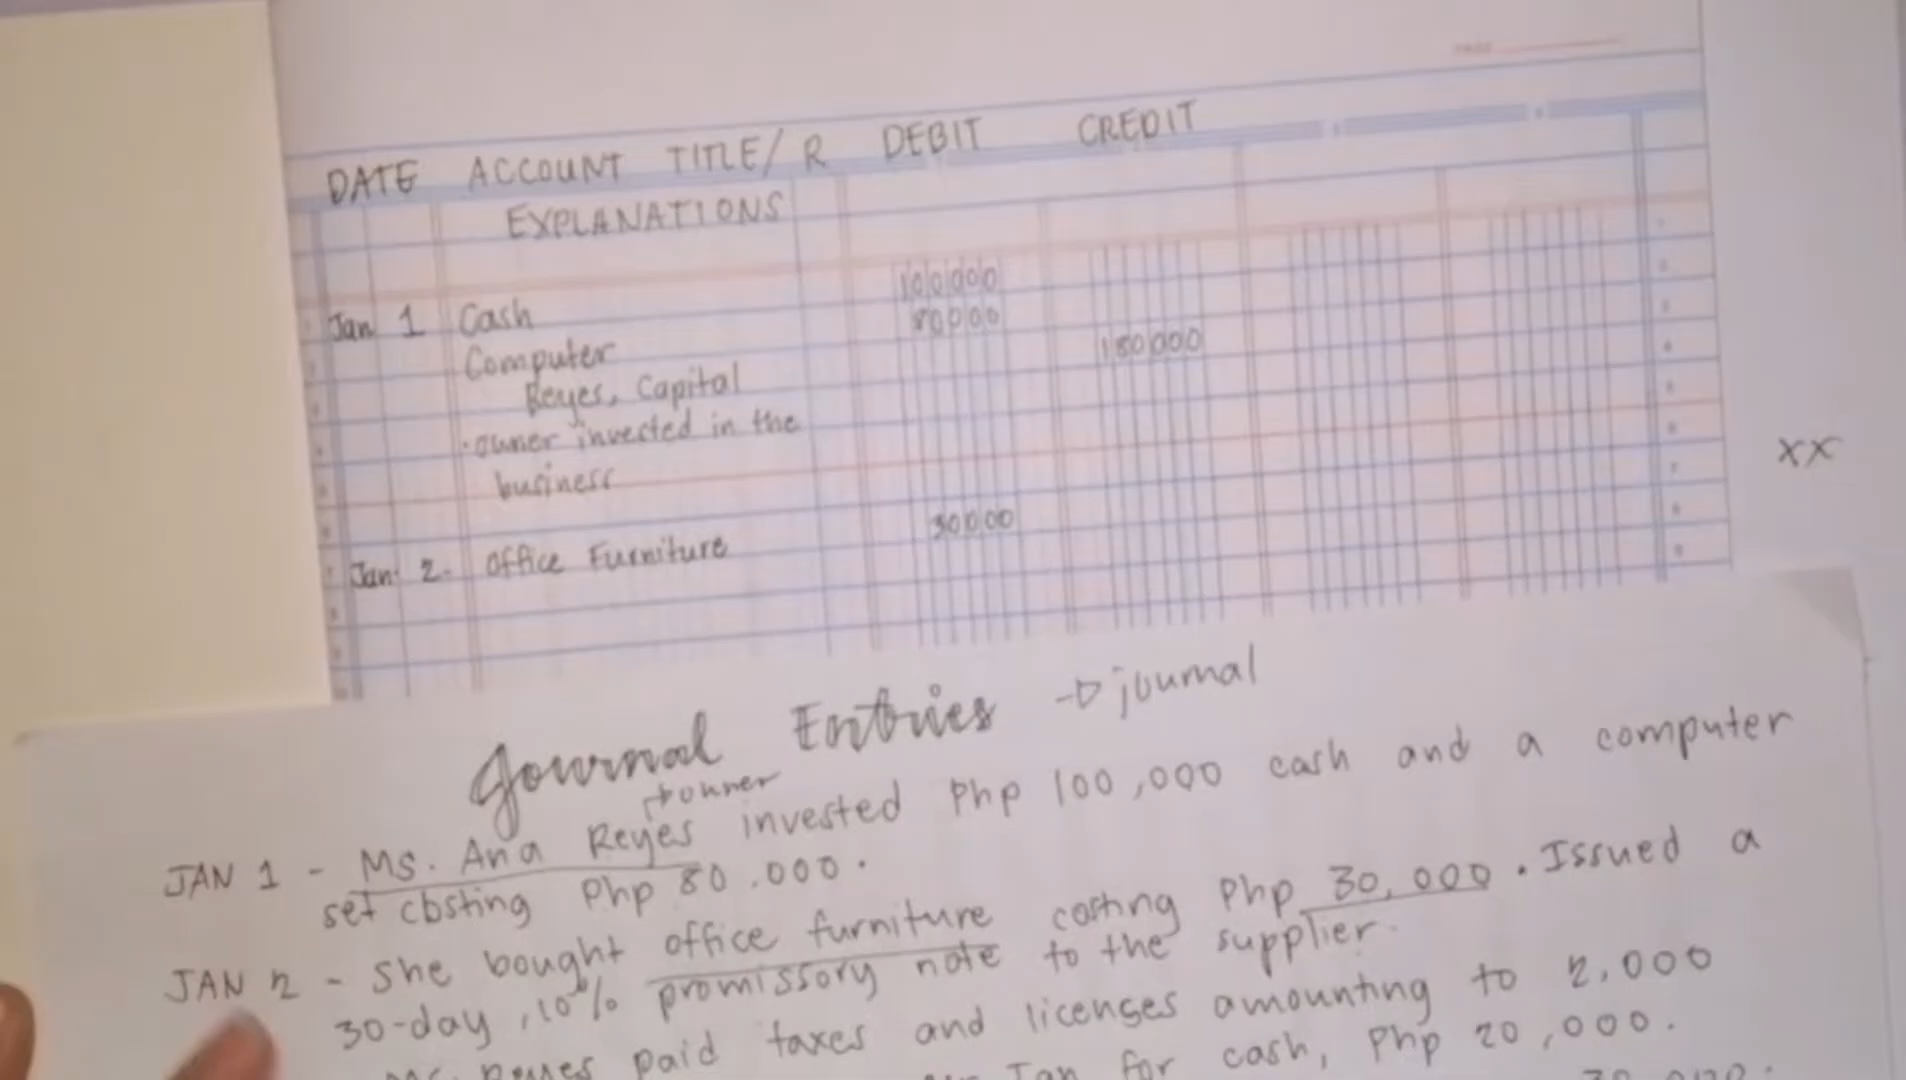 DATE ACCOUNT TITLE/ R DEBIT CREDIT
EXPLANATIONS
Jan 1 Cash 100000
Computer 80000
Reyes, Capital 180000
·owner invested in the
business
Jan· 2· Office Furniture 30000
XX
Journal Entries → journal
→ owner
JAN 1 - Ms. Ana Reyes invested Php 100,000 cash and a computer
set costing Php 80.000.
JAN 2 - She bought office furniture costing Php 30,000. Issued a
30-day, 10% promissory note to the supplier.
Ms. Reyes paid taxes and licenses amounting to 2,000
for cash, Php 20,000.